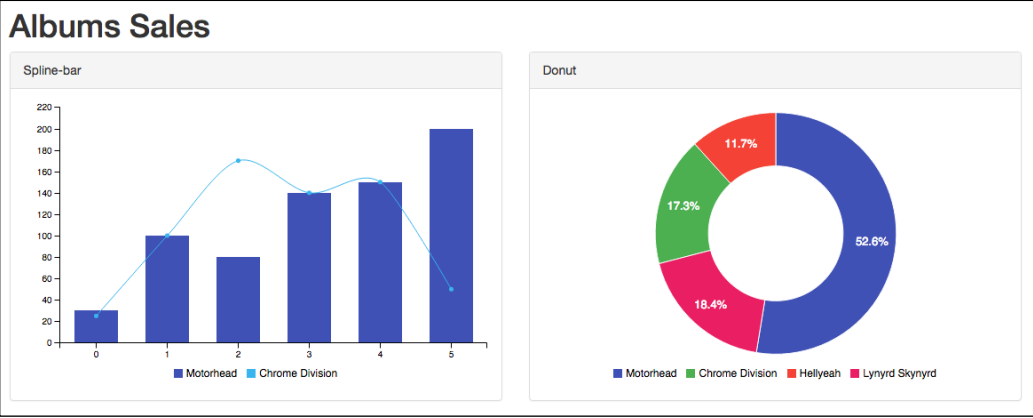 Albums Sales
Spline-bar
220
200
180
160
140
120
100
80
60
40
20
0
0 1 2 3 4 5
Motorhead Chrome Division
Donut
11.7%
17.3%
52.6%
18.4%
Motorhead Chrome Division Hellyeah Lynyrd Skynyrd